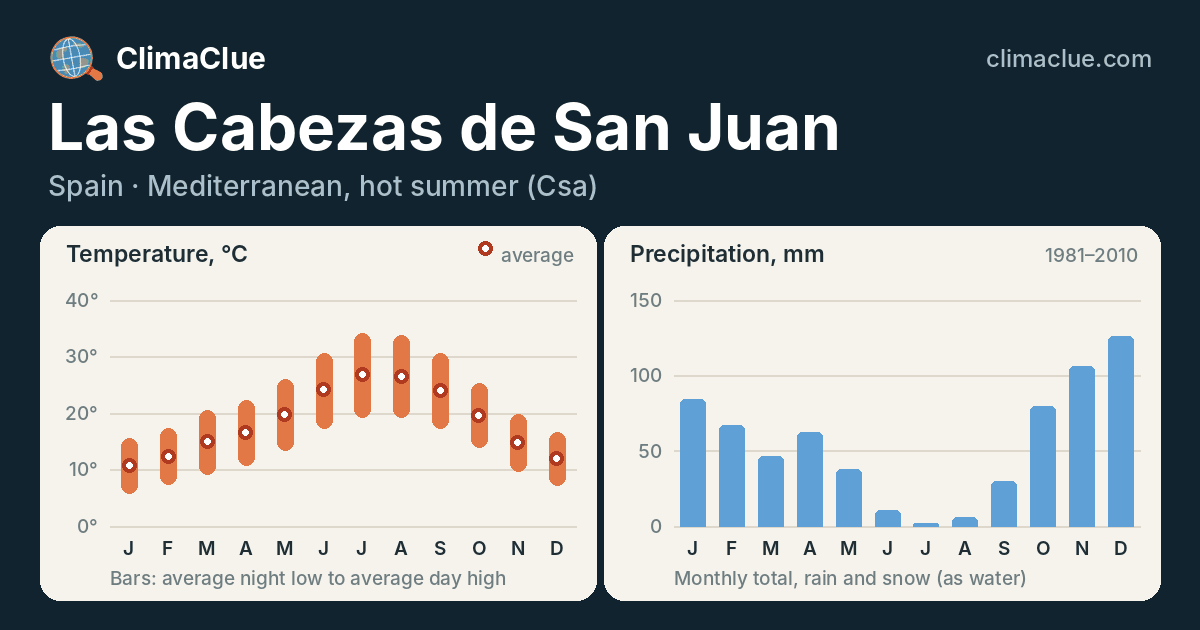 ClimaClue
climaclue.com
Las Cabezas de San Juan
Spain · Mediterranean, hot summer (Csa)
Temperature, °C
average
40°
30°
20°
10°
0°
J F M A M J J A S O N D
Bars: average night low to average day high
Precipitation, mm
1981–2010
150
100
50
0
J F M A M J J A S O N D
Monthly total, rain and snow (as water)